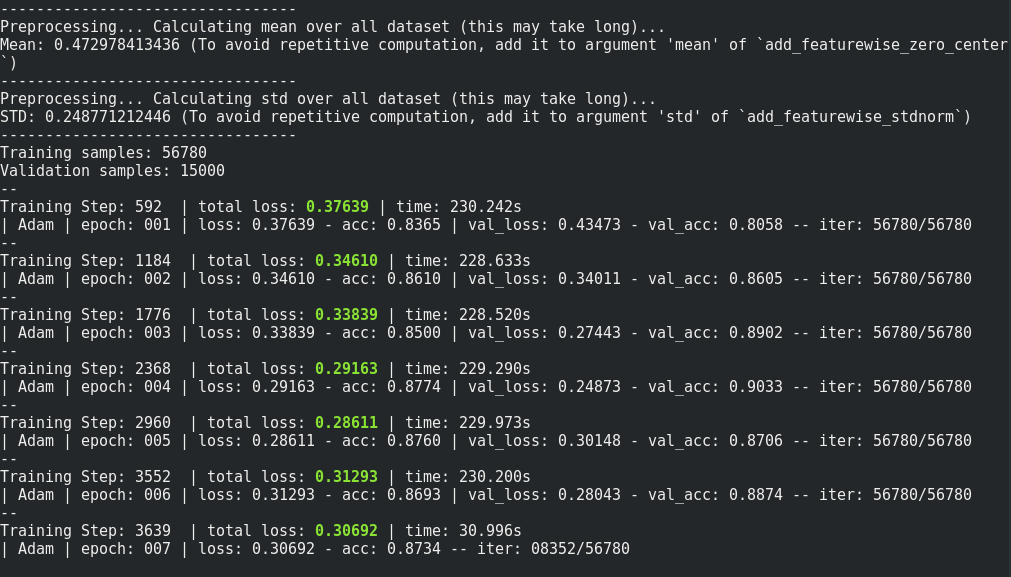 ---------------------------------
Preprocessing... Calculating mean over all dataset (this may take long)...
Mean: 0.472978413436 (To avoid repetitive computation, add it to argument 'mean' of `add_featurewise_zero_center
`)
---------------------------------
Preprocessing... Calculating std over all dataset (this may take long)...
STD: 0.248771212446 (To avoid repetitive computation, add it to argument 'std' of `add_featurewise_stdnorm`)
---------------------------------
Training samples: 56780
Validation samples: 15000
--
Training Step: 592  | total loss: 0.37639 | time: 230.242s
| Adam | epoch: 001 | loss: 0.37639 - acc: 0.8365 | val_loss: 0.43473 - val_acc: 0.8058 -- iter: 56780/56780
--
Training Step: 1184  | total loss: 0.34610 | time: 228.633s
| Adam | epoch: 002 | loss: 0.34610 - acc: 0.8610 | val_loss: 0.34011 - val_acc: 0.8605 -- iter: 56780/56780
--
Training Step: 1776  | total loss: 0.33839 | time: 228.520s
| Adam | epoch: 003 | loss: 0.33839 - acc: 0.8500 | val_loss: 0.27443 - val_acc: 0.8902 -- iter: 56780/56780
--
Training Step: 2368  | total loss: 0.29163 | time: 229.290s
| Adam | epoch: 004 | loss: 0.29163 - acc: 0.8774 | val_loss: 0.24873 - val_acc: 0.9033 -- iter: 56780/56780
--
Training Step: 2960  | total loss: 0.28611 | time: 229.973s
| Adam | epoch: 005 | loss: 0.28611 - acc: 0.8760 | val_loss: 0.30148 - val_acc: 0.8706 -- iter: 56780/56780
--
Training Step: 3552  | total loss: 0.31293 | time: 230.200s
| Adam | epoch: 006 | loss: 0.31293 - acc: 0.8693 | val_loss: 0.28043 - val_acc: 0.8874 -- iter: 56780/56780
--
Training Step: 3639  | total loss: 0.30692 | time: 30.996s
| Adam | epoch: 007 | loss: 0.30692 - acc: 0.8734 -- iter: 08352/56780